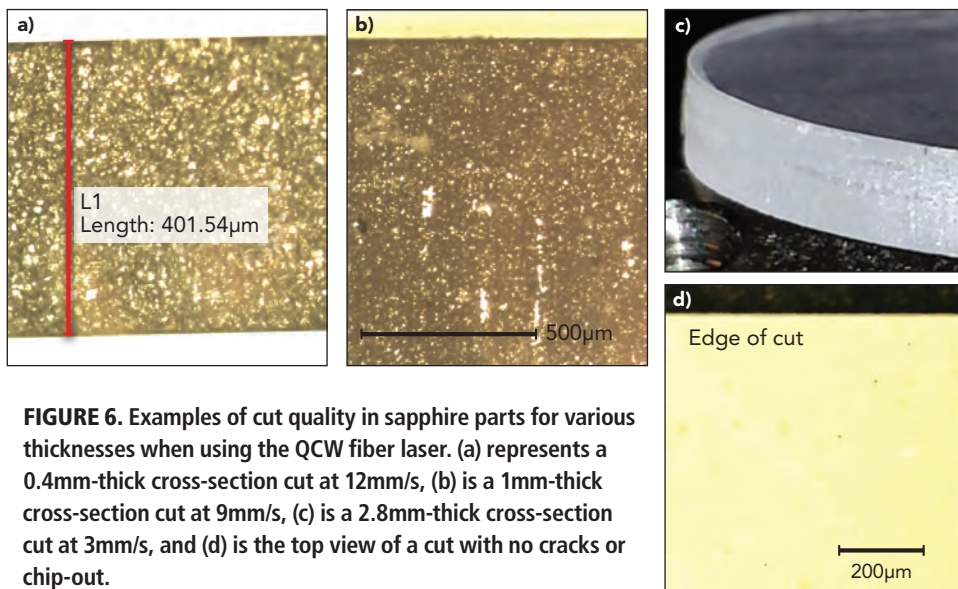 a)
L1
Length: 401.54µm
b)
500µm
c)
d)
Edge of cut
200µm
FIGURE 6. Examples of cut quality in sapphire parts for various
thicknesses when using the QCW fiber laser. (a) represents a
0.4mm-thick cross-section cut at 12mm/s, (b) is a 1mm-thick
cross-section cut at 9mm/s, (c) is a 2.8mm-thick cross-section
cut at 3mm/s, and (d) is the top view of a cut with no cracks or
chip-out.